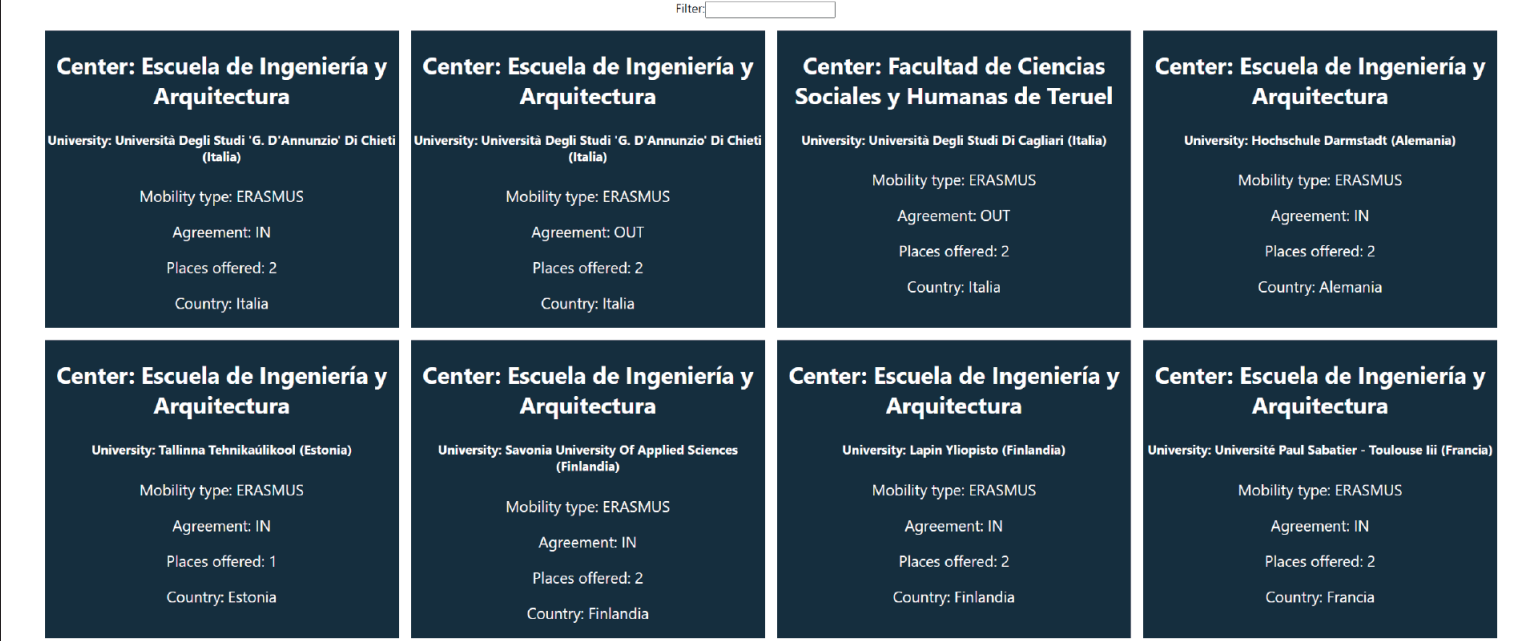 Filter:
Center: Escuela de Ingeniería y
Arquitectura
University: Università Degli Studi 'G. D'Annunzio' Di Chieti
(Italia)
Mobility type: ERASMUS
Agreement: IN
Places offered: 2
Country: Italia
Center: Escuela de Ingeniería y
Arquitectura
University: Università Degli Studi 'G. D'Annunzio' Di Chieti
(Italia)
Mobility type: ERASMUS
Agreement: OUT
Places offered: 2
Country: Italia
Center: Facultad de Ciencias
Sociales y Humanas de Teruel
University: Università Degli Studi Di Cagliari (Italia)
Mobility type: ERASMUS
Agreement: OUT
Places offered: 2
Country: Italia
Center: Escuela de Ingeniería y
Arquitectura
University: Hochschule Darmstadt (Alemania)
Mobility type: ERASMUS
Agreement: IN
Places offered: 2
Country: Alemania
Center: Escuela de Ingeniería y
Arquitectura
University: Tallinna Tehnikaúlikool (Estonia)
Mobility type: ERASMUS
Agreement: IN
Places offered: 1
Country: Estonia
Center: Escuela de Ingeniería y
Arquitectura
University: Savonia University Of Applied Sciences
(Finlandia)
Mobility type: ERASMUS
Agreement: IN
Places offered: 2
Country: Finlandia
Center: Escuela de Ingeniería y
Arquitectura
University: Lapin Yliopisto (Finlandia)
Mobility type: ERASMUS
Agreement: IN
Places offered: 2
Country: Finlandia
Center: Escuela de Ingeniería y
Arquitectura
University: Université Paul Sabatier - Toulouse Iii (Francia)
Mobility type: ERASMUS
Agreement: IN
Places offered: 2
Country: Francia